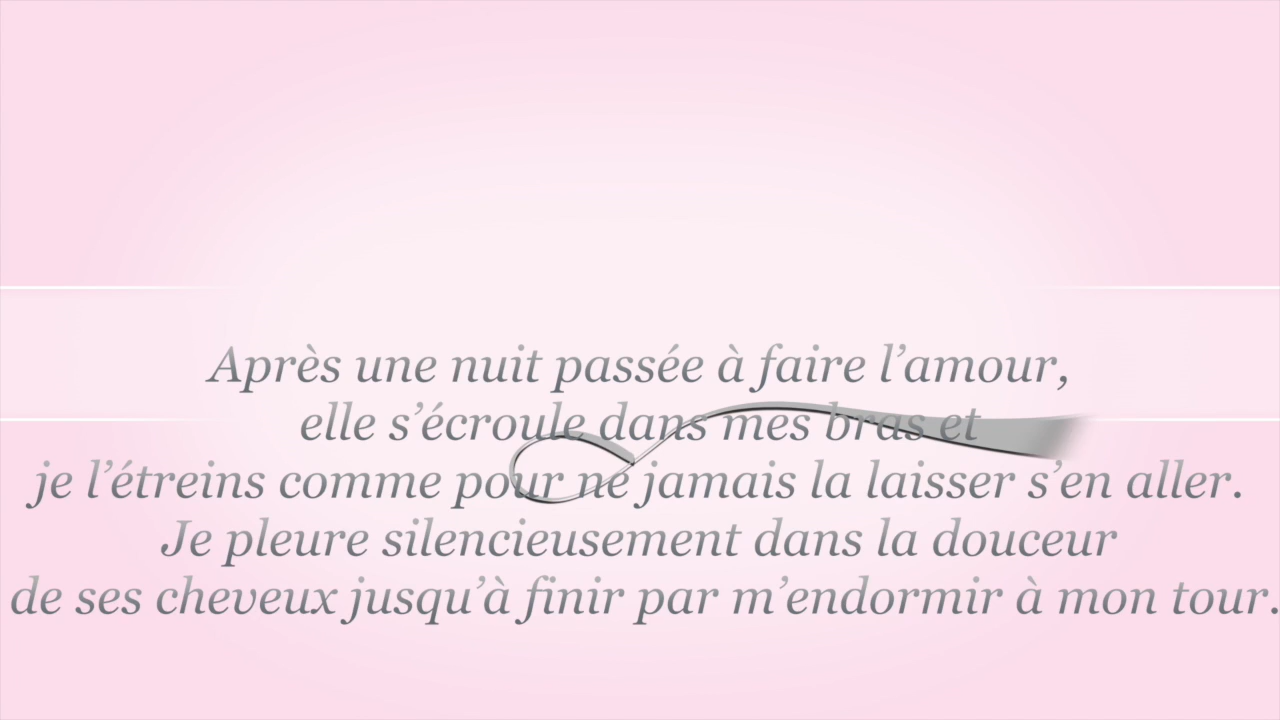 Après une nuit passée à faire l’amour,
elle s’écroule dans mes bras et
je l’étreins comme pour ne jamais la laisser s’en aller.
Je pleure silencieusement dans la douceur
de ses cheveux jusqu’à finir par m’endormir à mon tour.